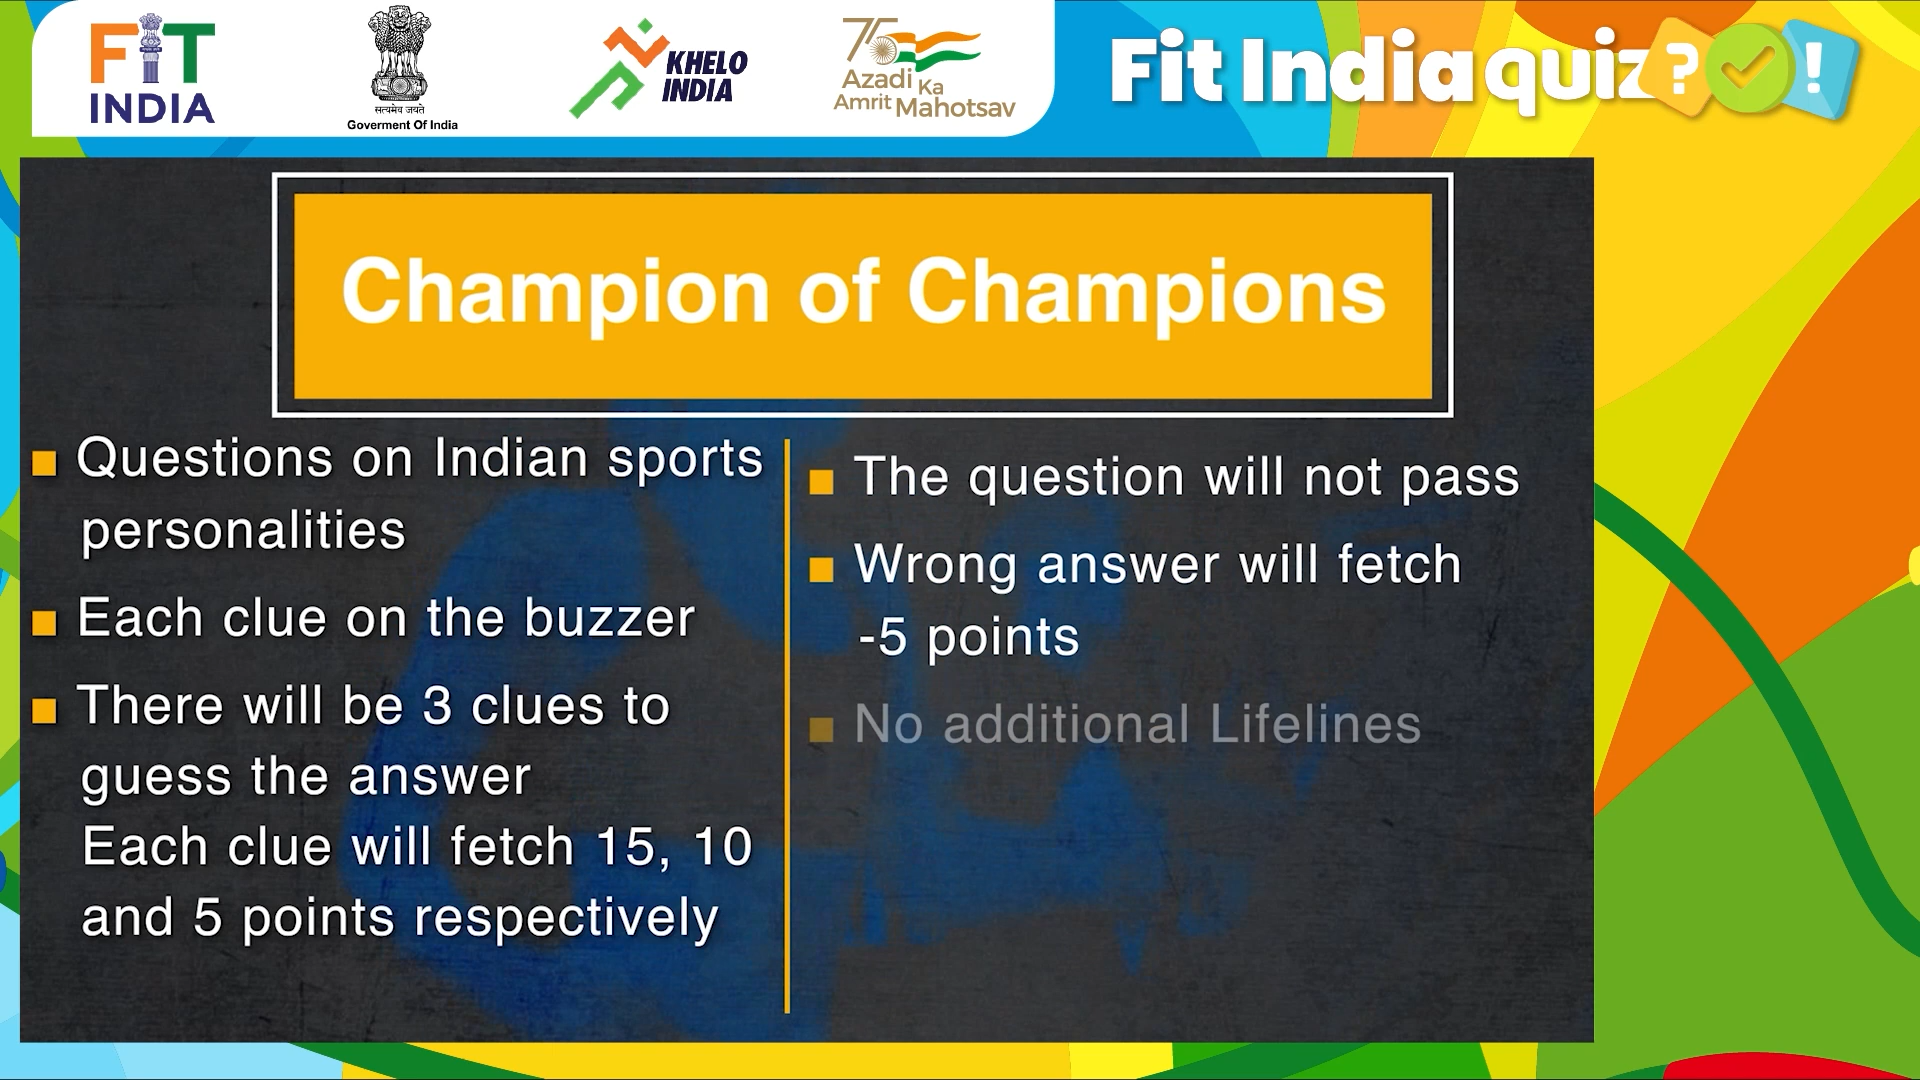 FIT
INDIA
सत्यमेव जयते
Goverment Of India
KHELO
INDIA
75
Azadi Ka
Amrit Mahotsav
Fit India quiz?!
Champion of Champions
Questions on Indian sports
personalities
Each clue on the buzzer
There will be 3 clues to
guess the answer
Each clue will fetch 15, 10
and 5 points respectively
The question will not pass
Wrong answer will fetch
-5 points
No additional Lifelines